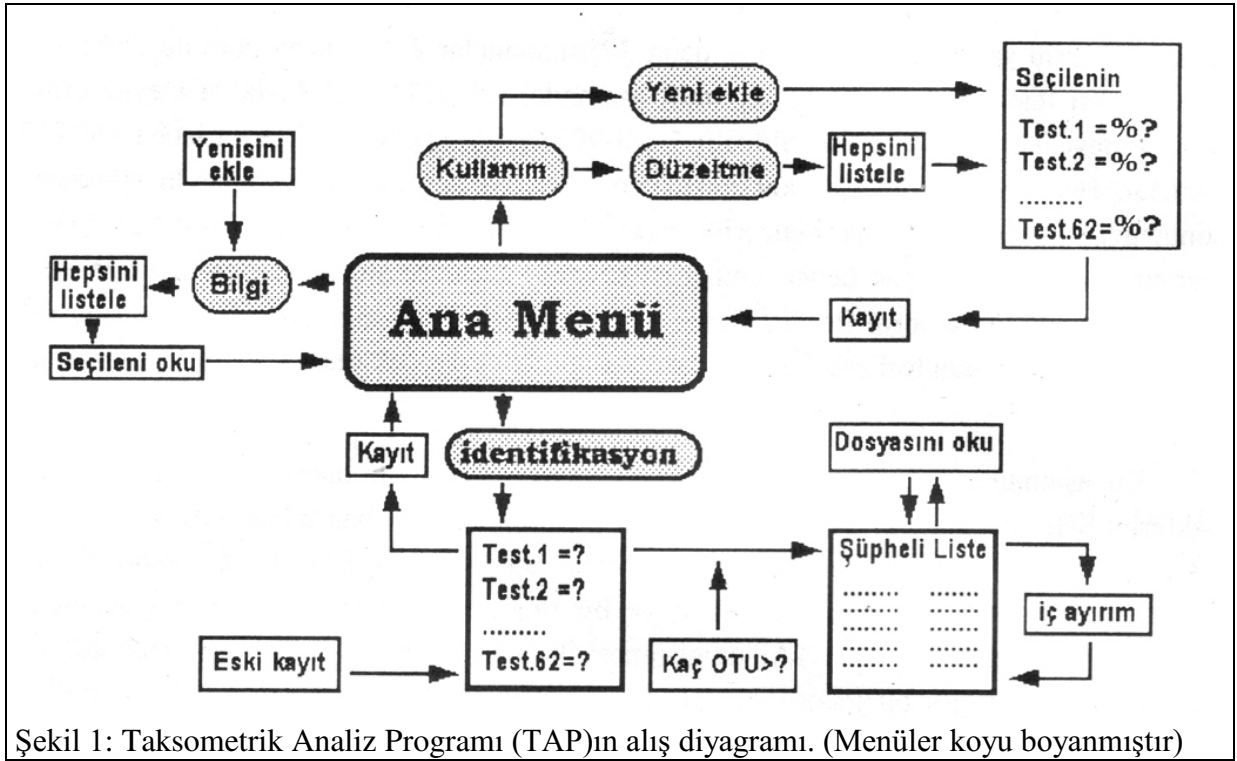 Yeni ekle
Seçilenin
Test.1 =%?
Test.2 =%?
.........
Test.62=%?
Yenisini
ekle
Kullanım
Düzeltme
Hepsini
listele
Hepsini
listele
Bilgi
Ana Menü
Kayıt
Seçileni oku
Kayıt
identifikasyon
Dosyasını oku
Test.1 =?
Test.2 =?
.........
Test.62=?
Şüpheli Liste
........ ........
........ ........
........ ........
........ ........
........ ........
iç ayırım
Eski kayıt
Kaç OTU>?
Şekil 1: Taksometrik Analiz Programı (TAP)ın alış diyagramı. (Menüler koyu boyanmıştır)